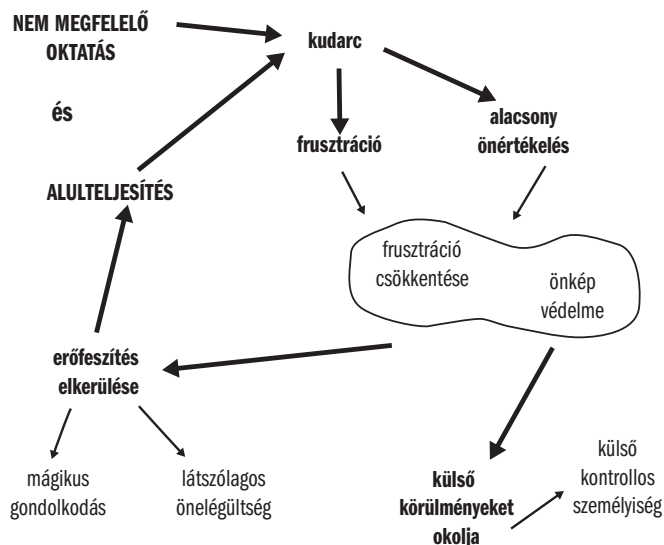 NEM MEGFELELŐ
OKTATÁS
és
ALULTELJESÍTÉS
kudarc
frusztráció
alacsony
önértékelés
frusztráció
csökkentése
önkép
védelme
erőfeszítés
elkerülése
mágikus
gondolkodás
látszólagos
önelégültség
külső
körülményeket
okolja
külső
kontrollos
személyiség